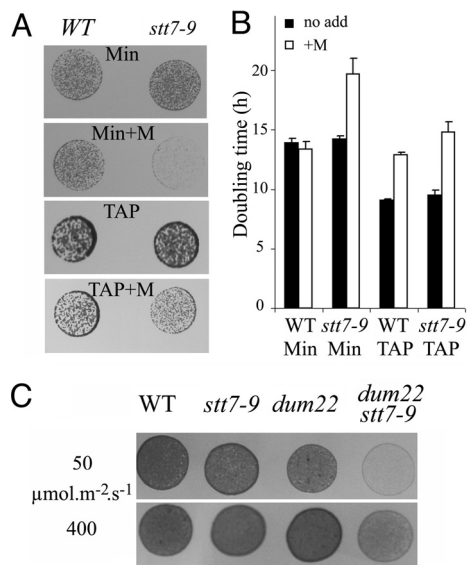 A
WT stt7-9
Min
Min+M
TAP
TAP+M
B
no add
+M
Doubling time (h)
20
15
10
5
0
WT stt7-9 WT stt7-9
Min Min TAP TAP
C
WT stt7-9 dum22 dum22
stt7-9
50
µmol.m-2.s-1
400